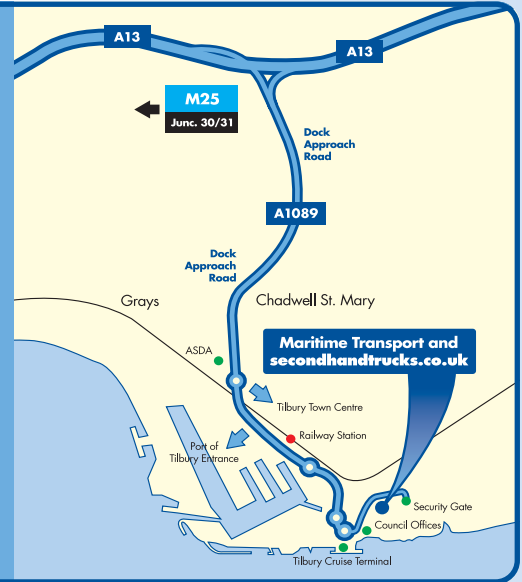 A13
A13
M25
Junc. 30/31
Dock
Approach
Road
A1089
Dock
Approach
Road
Grays
Chadwell St. Mary
Maritime Transport and
secondhandtrucks.co.uk
ASDA
Tilbury Town Centre
Railway Station
Port of
Tilbury Entrance
Security Gate
Council Offices
Tilbury Cruise Terminal